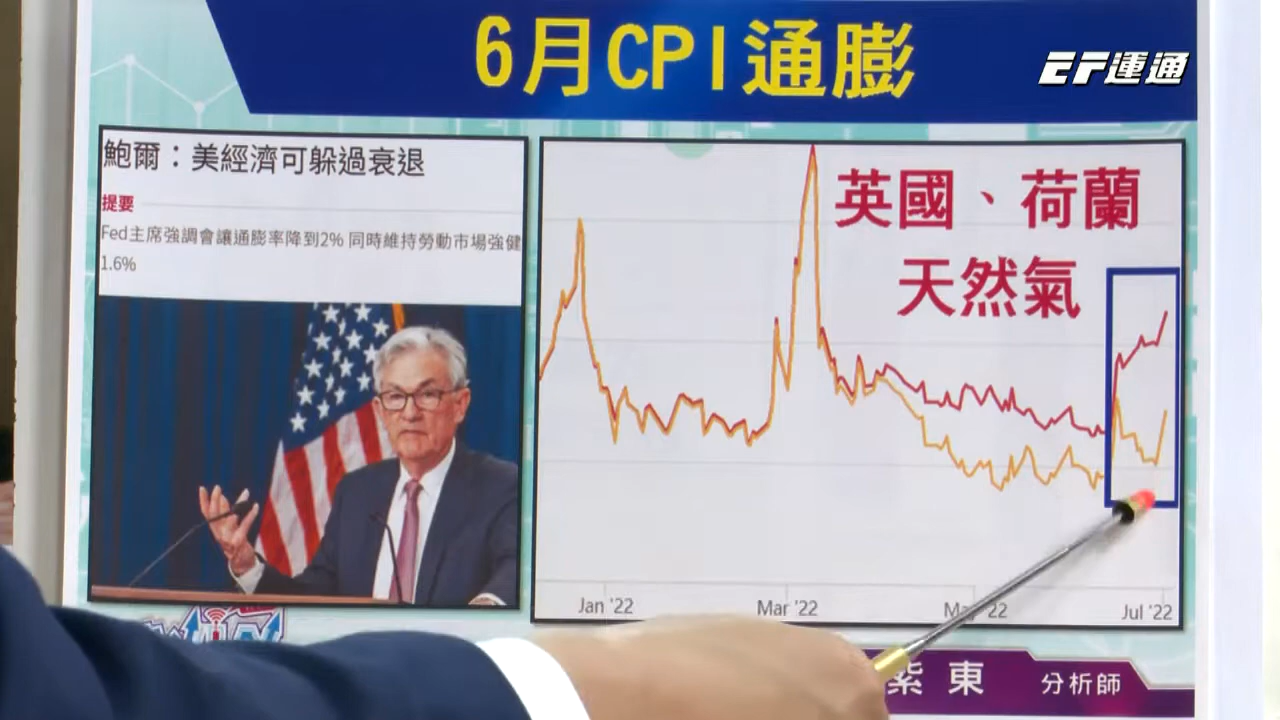 6月CPI通膨
EF運通
鮑爾：美經濟可躲過衰退
提要
Fed主席強調會讓通膨率降到2% 同時維持勞動市場強健
1.6%
英國、荷蘭
天然氣
Jan '22
Mar '22
Jul '22
紫東
分析師